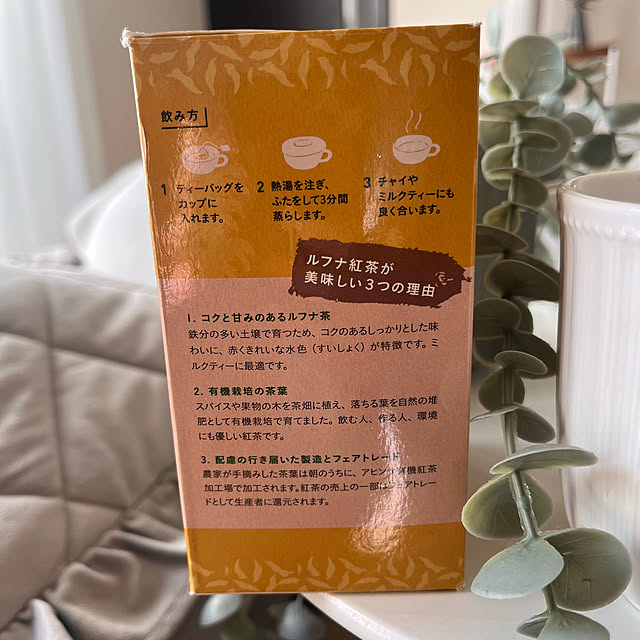 飲み方
1 ティーバッグを
カップに
入れます。
2 熱湯を注ぎ、
ふたをして3分間
蒸らします。
3 チャイや
ミルクティーにも
良く合います。
ルフナ紅茶が
美味しい3つの理由
1. コクと甘みのあるルフナ茶
鉄分の多い土壌で育つため、コクのあるしっかりとした味
わいに、赤くきれいな水色（すいしょく）が特徴です。ミ
ルクティーに最適です。
2. 有機栽培の茶葉
スパイスや果物の木を茶畑に植え、落ちる葉を自然の堆
肥として有機栽培で育てました。飲む人、作る人、環境
にも優しい紅茶です。
3. 配慮の行き届いた製造とフェアトレード
農家が手摘みした茶葉は朝のうちに、アヒンサ有機紅茶
加工場で加工されます。紅茶の売上の一部はフェアトレー
ドとして生産者に還元されます。